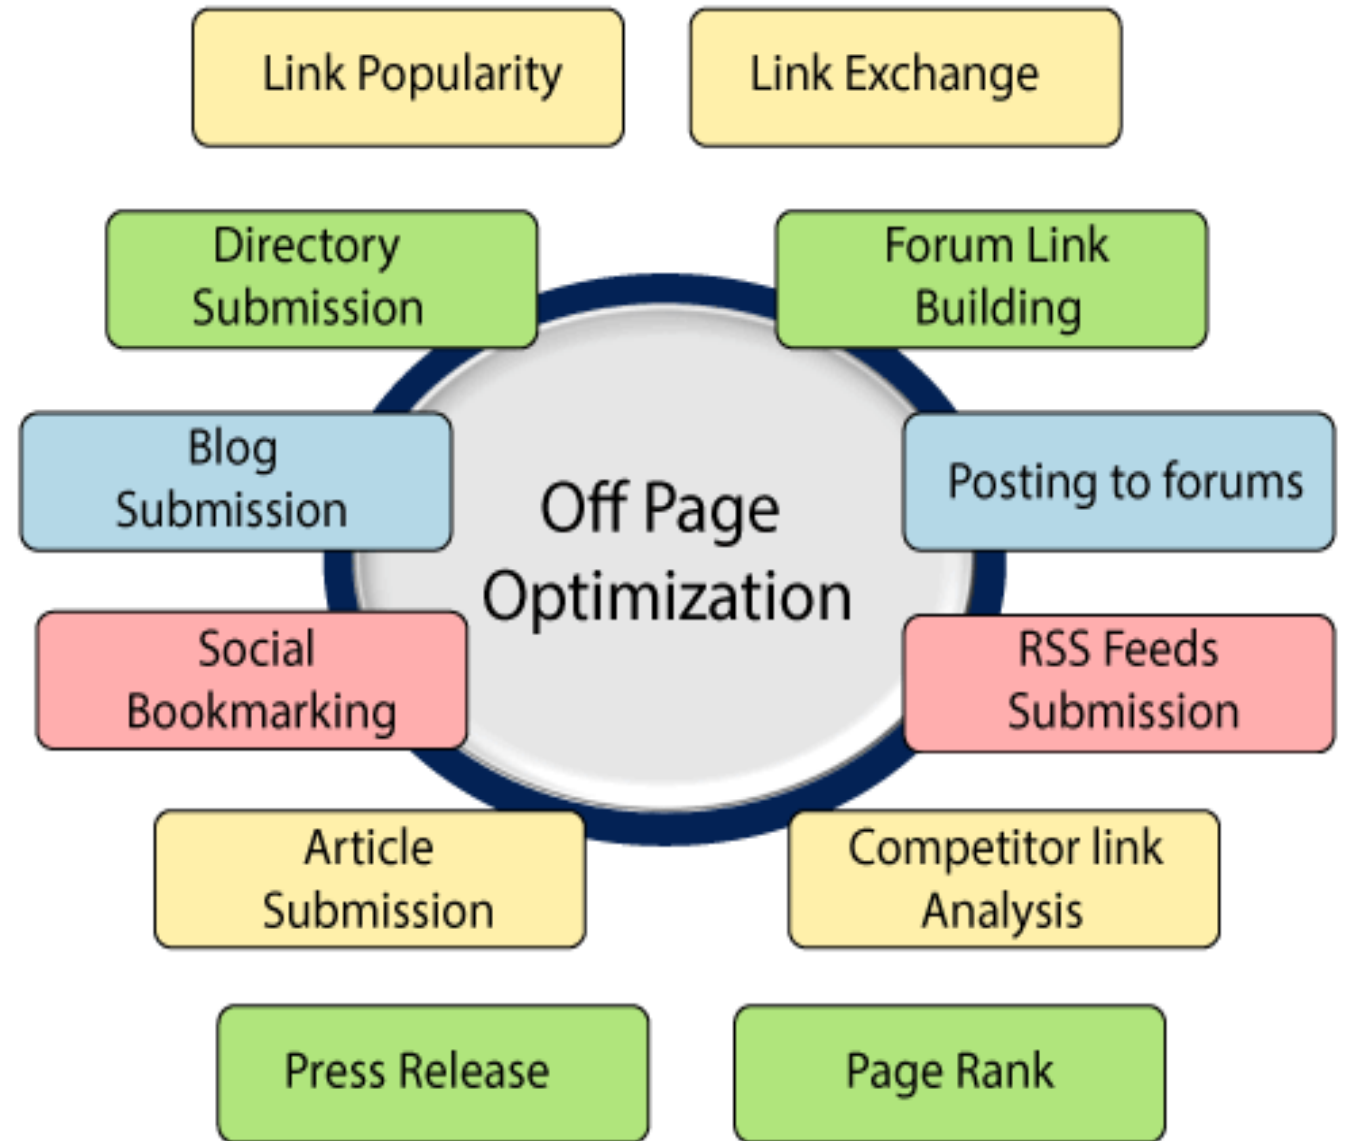 Link Popularity
Link Exchange
Directory
Submission
Forum Link
Building
Blog
Submission
Posting to forums
Off Page
Optimization
Social
Bookmarking
RSS Feeds
Submission
Article
Submission
Competitor link
Analysis
Press Release
Page Rank